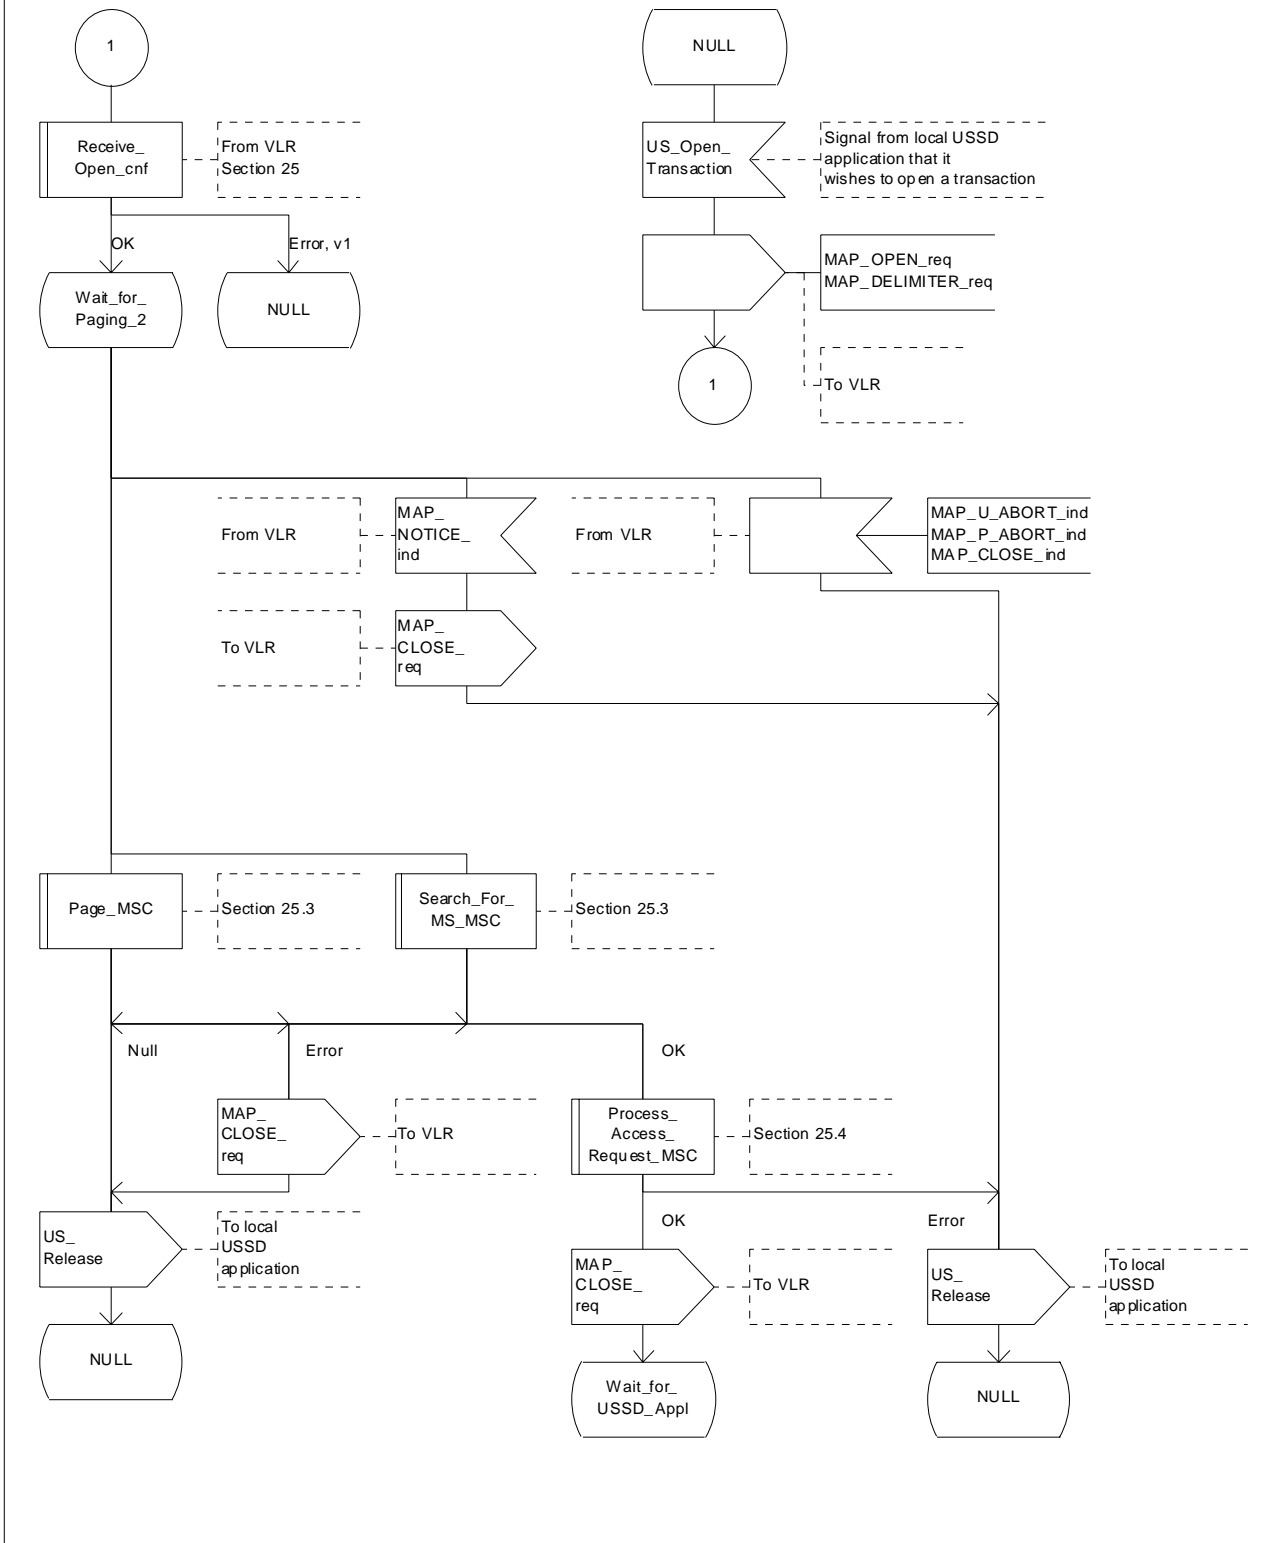 1
NULL
Receive_
Open_cnf
From VLR
Section 25
US_Open_
Transaction
Signal from local USSD
application that it
wishes to open a transaction
OK
Error, v1
MAP_OPEN_req
MAP_DELIMITER_req
Wait_for_
Paging_2
NULL
1
To VLR
From VLR
MAP_
NOTICE_
ind
From VLR
MAP_U_ABORT_ind
MAP_P_ABORT_ind
MAP_CLOSE_ind
To VLR
MAP_
CLOSE_
req
Page_MSC
Section 25.3
Search_For_
MS_MSC
Section 25.3
Null
Error
OK
MAP_
CLOSE_
req
To VLR
Process_
Access_
Request_MSC
Section 25.4
US_
Release
To local
USSD
application
OK
Error
MAP_
CLOSE_
req
To VLR
US_
Release
To local
USSD
application
NULL
Wait_for_
USSD_Appl
NULL